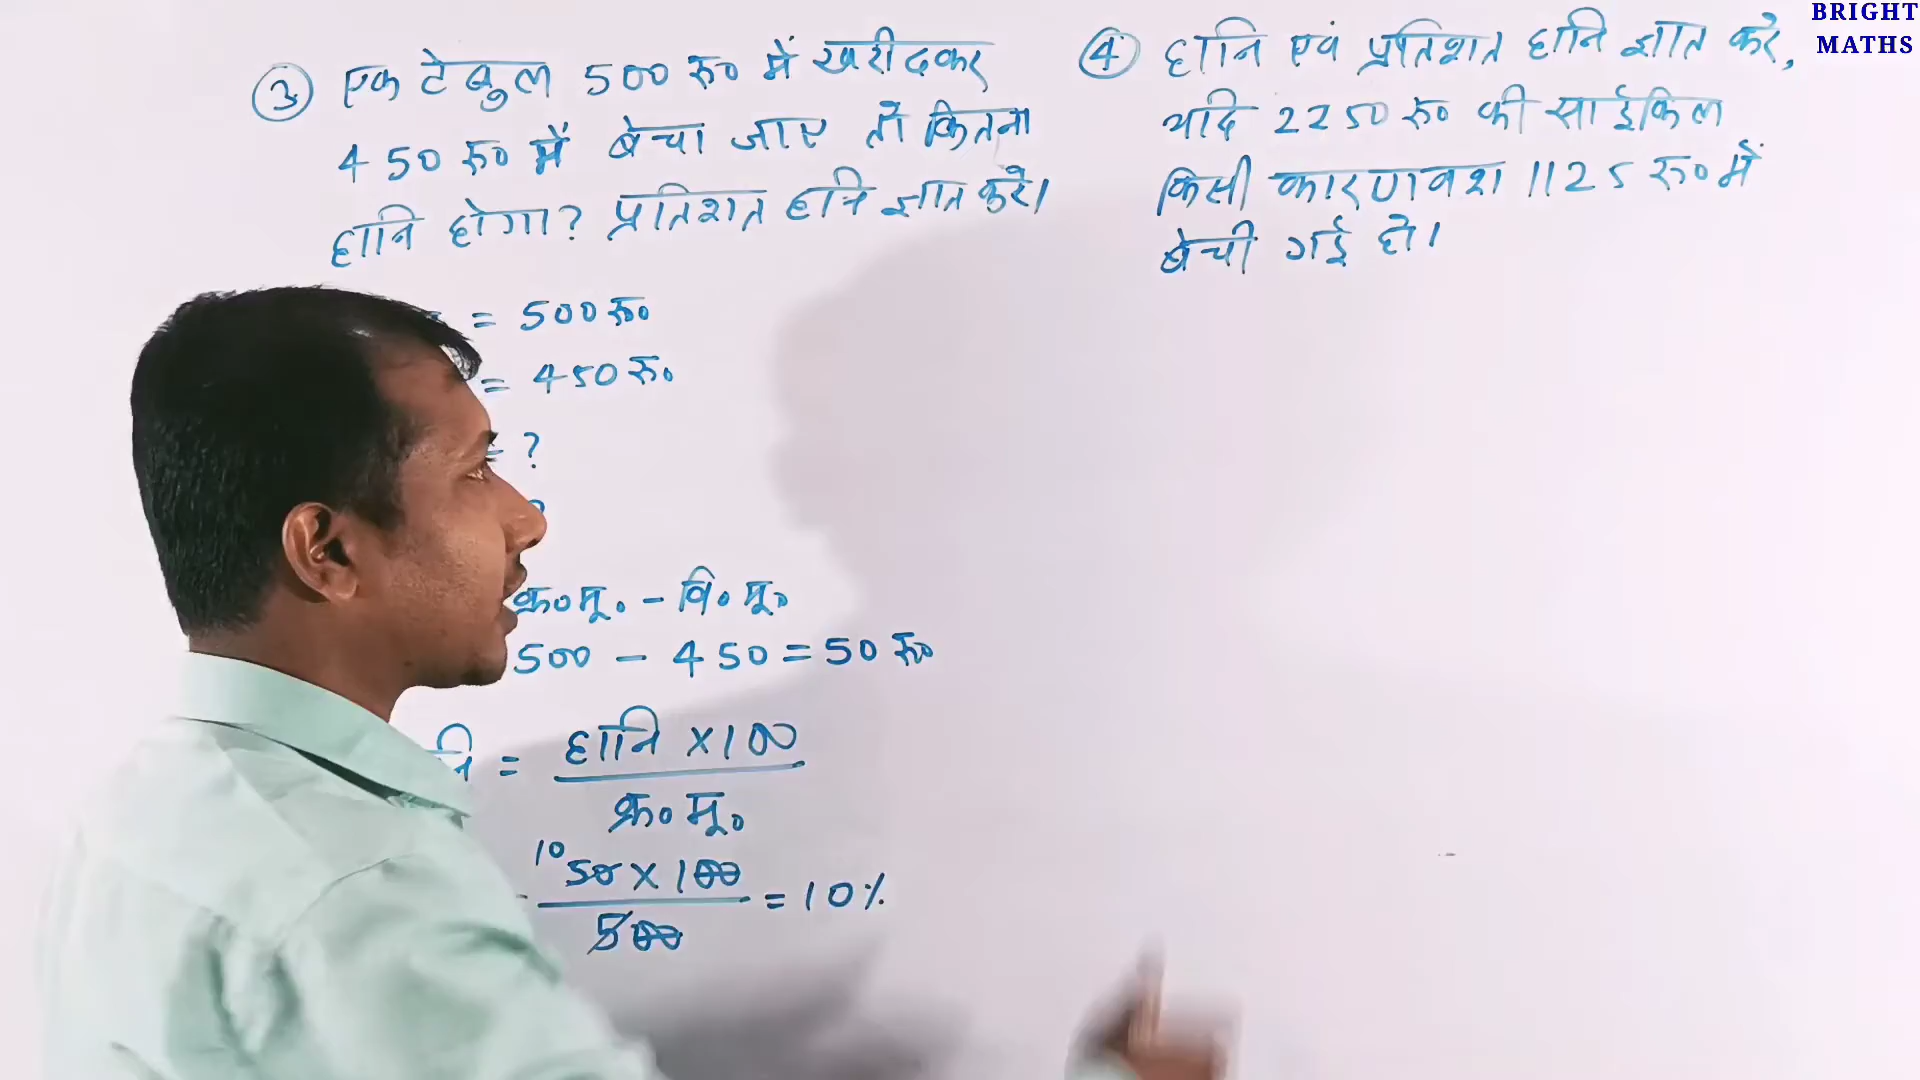 ③ एक टेबुल 500 रु० में खरीदकर
450 रु० में बेचा जाए तो कितना
हानि होगा? प्रतिशत हानि ज्ञात करे।
= 500 रु०
= 450 रु०
= ?
?
क्र०मू० - वि०मू०
500 - 450 = 50 रु०
नि = हानि × 100
क्र० मू०
10 50 × 100 = 10%
500
④ हानि एवं प्रतिशत हानि ज्ञात करे,
यदि 2250 रु० की साईकिल
किसी कारणवश 1125 रु० में
बेची गई हो।
BRIGHT
MATHS